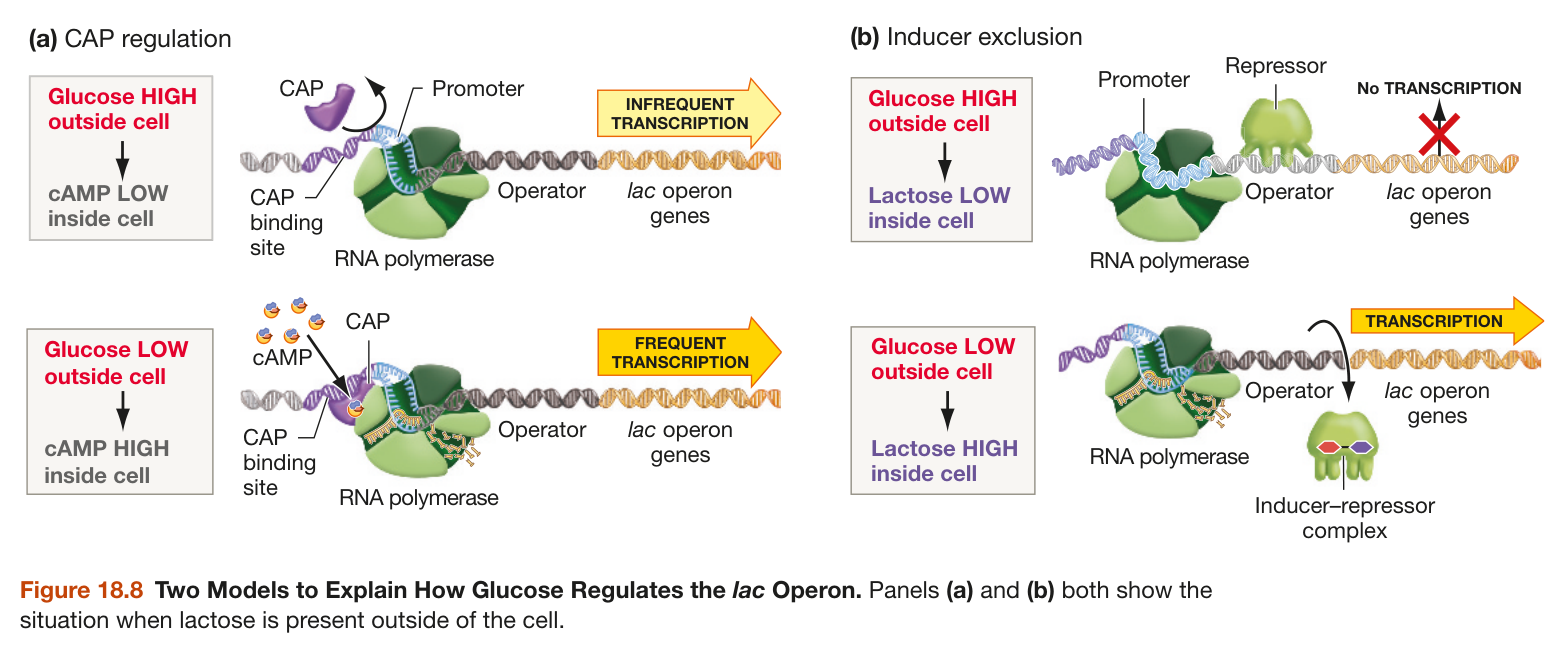 (a) CAP regulation
Glucose HIGH
outside cell
cAMP LOW
inside cell
CAP
Promoter
INFREQUENT
TRANSCRIPTION
CAP
binding
site
Operator
lac operon
genes
RNA polymerase
Glucose LOW
outside cell
cAMP HIGH
inside cell
cAMP
CAP
FREQUENT
TRANSCRIPTION
CAP
binding
site
Operator
lac operon
genes
RNA polymerase
(b) Inducer exclusion
Glucose HIGH
outside cell
Lactose LOW
inside cell
Promoter
Repressor
No TRANSCRIPTION
Operator
lac operon
genes
RNA polymerase
Glucose LOW
outside cell
Lactose HIGH
inside cell
TRANSCRIPTION
Operator
lac operon
genes
RNA polymerase
Inducer–repressor
complex
Figure 18.8 Two Models to Explain How Glucose Regulates the lac Operon. Panels (a) and (b) both show the
situation when lactose is present outside of the cell.